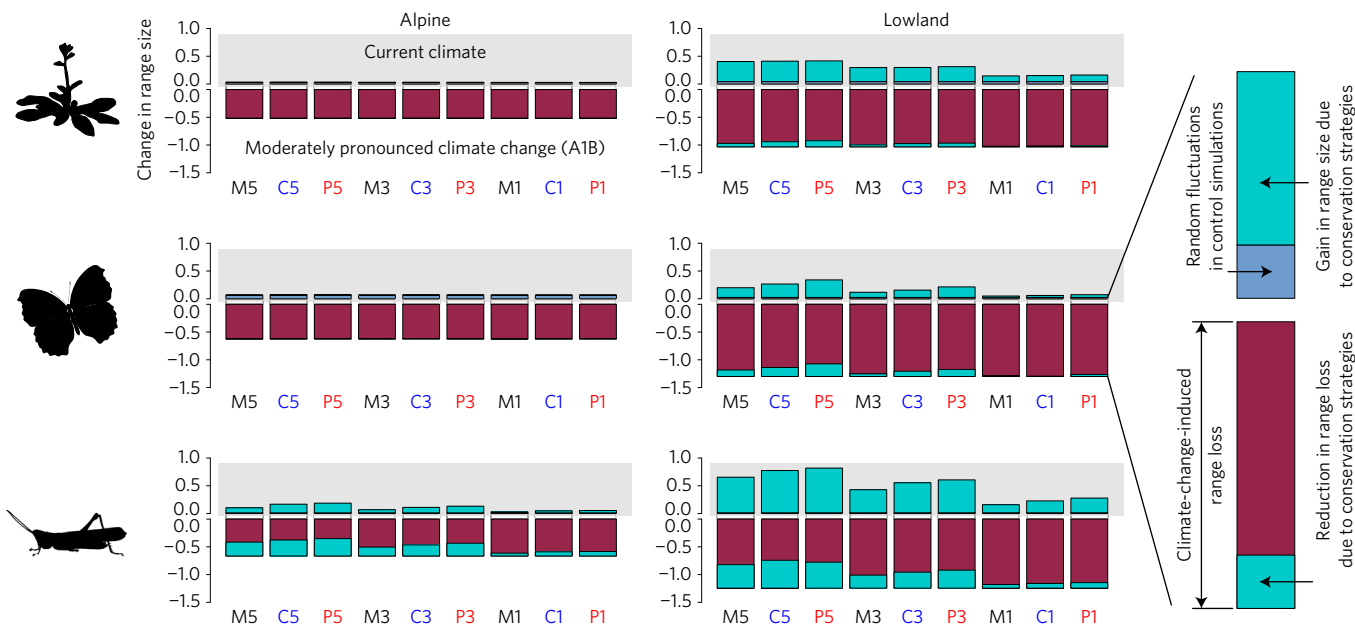 Alpine
Lowland
Change in range size
1.0
0.5
0.0
0.0
−0.5
−1.0
−1.5
Current climate
Moderately pronounced climate change (A1B)
M5 C5 P5 M3 C3 P3 M1 C1 P1
1.0
0.5
0.0
0.0
−0.5
−1.0
−1.5
M5 C5 P5 M3 C3 P3 M1 C1 P1
1.0
0.5
0.0
0.0
−0.5
−1.0
−1.5
M5 C5 P5 M3 C3 P3 M1 C1 P1
1.0
0.5
0.0
0.0
−0.5
−1.0
−1.5
M5 C5 P5 M3 C3 P3 M1 C1 P1
1.0
0.5
0.0
0.0
−0.5
−1.0
−1.5
M5 C5 P5 M3 C3 P3 M1 C1 P1
1.0
0.5
0.0
0.0
−0.5
−1.0
−1.5
M5 C5 P5 M3 C3 P3 M1 C1 P1
Random fluctuations
in control simulations
Gain in range size due
to conservation strategies
Climate-change-induced
range loss
Reduction in range loss
due to conservation strategies